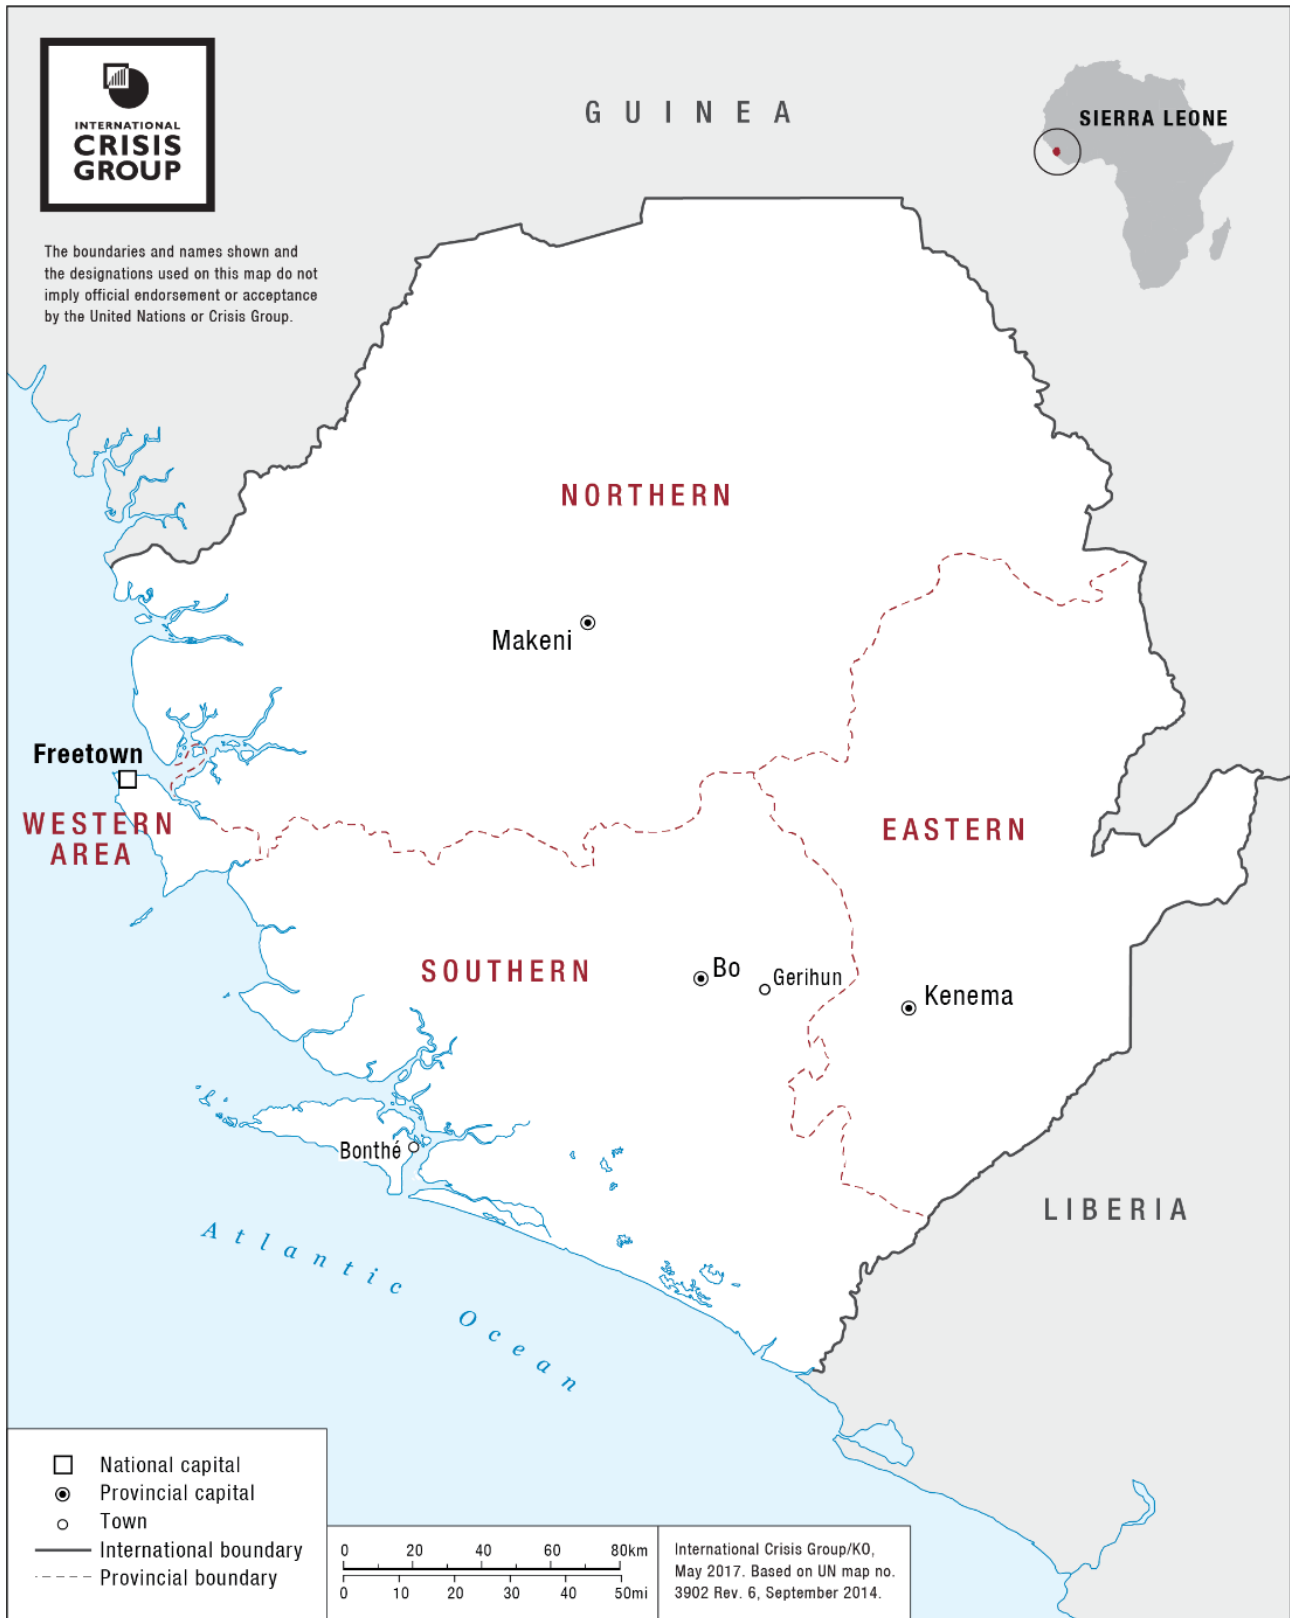 INTERNATIONAL
CRISIS
GROUP
The boundaries and names shown and
the designations used on this map do not
imply official endorsement or acceptance
by the United Nations or Crisis Group.
GUINEA
SIERRA LEONE
NORTHERN
Makeni
Freetown
WESTERN
AREA
EASTERN
SOUTHERN
Bo
Gerihun
Kenema
Bonthé
LIBERIA
Atlantic Ocean
National capital
Provincial capital
Town
International boundary
Provincial boundary
0 20 40 60 80km
0 10 20 30 40 50mi
International Crisis Group/KO,
May 2017. Based on UN map no.
3902 Rev. 6, September 2014.